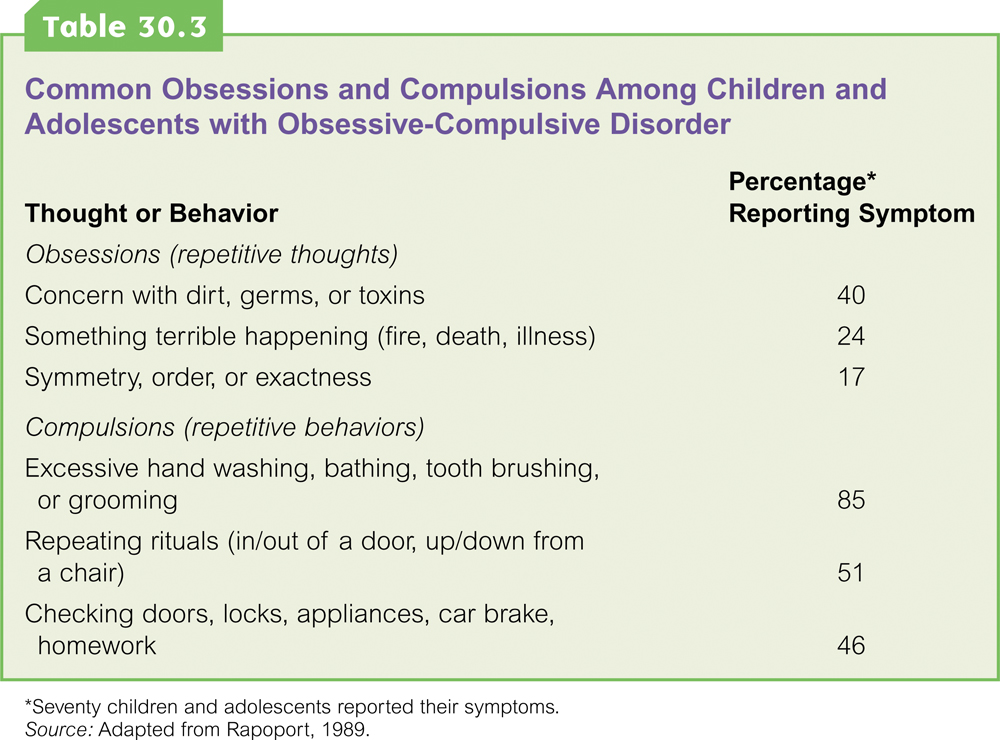 Table 30.3
Common Obsessions and Compulsions Among Children and
Adolescents with Obsessive-Compulsive Disorder
Percentage*
Thought or Behavior Reporting Symptom
Obsessions (repetitive thoughts)
Concern with dirt, germs, or toxins 40
Something terrible happening (fire, death, illness) 24
Symmetry, order, or exactness 17
Compulsions (repetitive behaviors)
Excessive hand washing, bathing, tooth brushing,
or grooming 85
Repeating rituals (in/out of a door, up/down from
a chair) 51
Checking doors, locks, appliances, car brake,
homework 46
*Seventy children and adolescents reported their symptoms.
Source: Adapted from Rapoport, 1989.